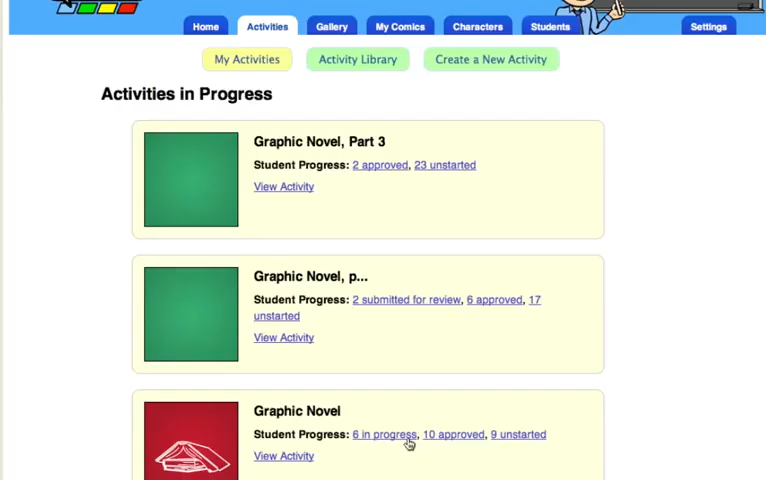 Home Activities Gallery My Comics Characters Students Settings
My Activities Activity Library Create a New Activity
Activities in Progress
Graphic Novel, Part 3
Student Progress: 2 approved, 23 unstarted
View Activity
Graphic Novel, p...
Student Progress: 2 submitted for review, 6 approved, 17
unstarted
View Activity
Graphic Novel
Student Progress: 6 in progress, 10 approved, 9 unstarted
View Activity